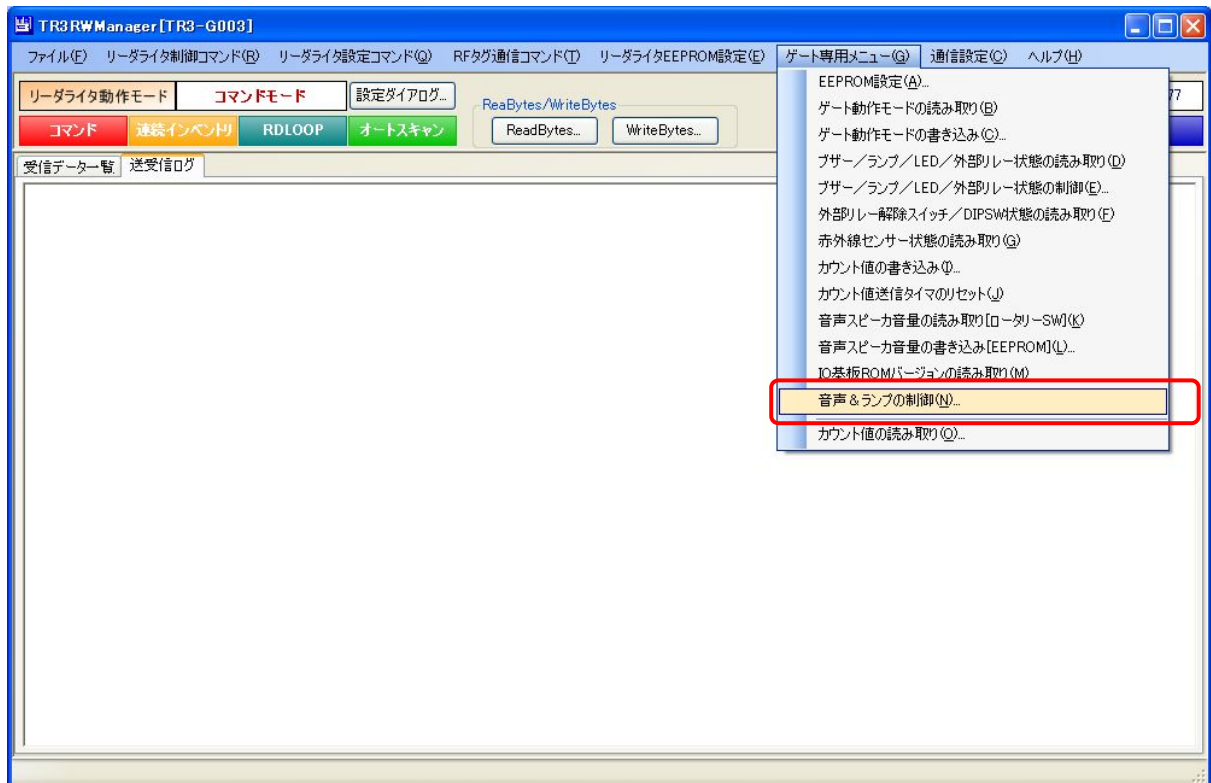 TR3RWManager[TR3-G003]
ファイル(F) リーダライタ制御コマンド(R) リーダライタ設定コマンド(Q) RFタグ通信コマンド(T) リーダライタEEPROM設定(E) ゲート専用メニュー(G) 通信設定(C) ヘルプ(H)
リーダライタ動作モード コマンドモード 設定ダイアログ... ReaBytes/WriteBytes 77
コマンド 連続インベントリ RDLOOP オートスキャン ReadBytes... WriteBytes...
受信データ一覧 送受信ログ
EEPROM設定(A)...
ゲート動作モードの読み取り(B)
ゲート動作モードの書き込み(C)...
ブザー/ランプ/LED/外部リレー状態の読み取り(D)
ブザー/ランプ/LED/外部リレー状態の制御(E)...
外部リレー解除スイッチ/DIPSW状態の読み取り(F)
赤外線センサー状態の読み取り(G)
カウント値の書き込み(I)...
カウント値送信タイマのリセット(J)
音声スピーカ音量の読み取り[ロータリーSW](K)
音声スピーカ音量の書き込み[EEPROM](L)...
IO基板ROMバージョンの読み取り(M)
音声&ランプの制御(N)...
カウント値の読み取り(O)...